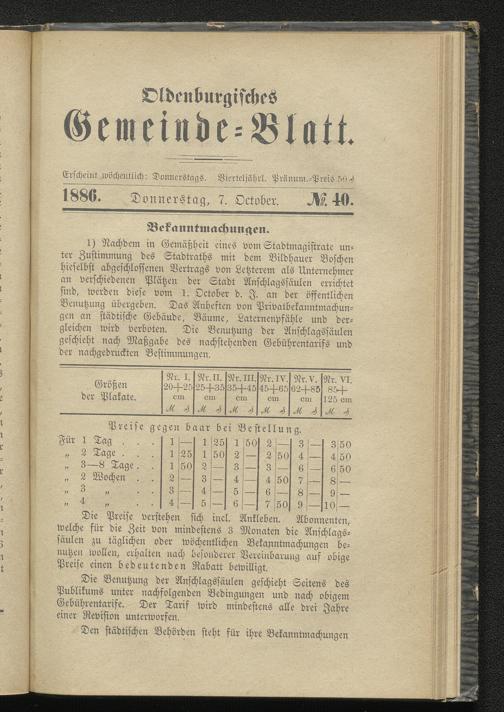 Oldenburgisches
Gemeinde=Blatt.
Erscheint wöchentlich: Donnerstags. Vierteljährl. Pränum.=Preis 50 ₰
1886. Donnerstag, 7. October. №. 40.
Bekanntmachungen.
1) Nachdem in Gemäßheit eines vom Stadtmagistrate un=
ter Zustimmung des Stadtraths mit dem Bildhauer Boschen
hieselbst abgeschlossenen Vertrags von Letzterem als Unternehmer
an verschiedenen Plätzen der Stadt Anschlagsäulen errichtet
sind, werden diese vom 1. October d. J. an der öffentlichen
Benutzung übergeben. Das Anheften von Privatbekanntmachun=
gen an städtische Gebäude, Bäume, Laternenpfähle und der=
gleichen wird verboten. Die Benutzung der Anschlagsäulen
geschieht nach Maßgabe des nachstehenden Gebührentarifs und
der nachgedruckten Bestimmungen.
Größen der Plakate. Nr. I. Nr. II. Nr. III. Nr. IV. Nr. V. Nr. VI.
20+25 25+35 35+45 45+65 62+85 85+
cm cm cm cm cm 125 cm
ℳ ₰ ℳ ₰ ℳ ₰ ℳ ₰ ℳ ₰ ℳ ₰
Preise gegen baar bei Bestellung.
Für 1 Tag . . . 1 — 1 25 1 50 2 — 3 — 3 50
„ 2 Tage . . . 1 25 1 50 2 — 2 50 4 — 4 50
„ 3—8 Tage . . 1 50 2 — 3 — 3 — 6 — 6 50
„ 2 Wochen . . 2 — 3 — 4 — 4 50 7 — 8 —
„ 3 „ . . 3 — 4 — 5 — 6 — 8 — 9 —
„ 4 „ . . 4 — 5 — 6 — 7 50 9 — 10 —
Die Preise verstehen sich incl. Ankleben. Abonnenten,
welche für die Zeit von mindestens 3 Monaten die Anschlags=
säulen zu täglichen oder wöchentlichen Bekanntmachungen be=
nutzen wollen, erhalten nach besonderer Vereinbarung auf obige
Preise einen bedeutenden Rabatt bewilligt.
Die Benutzung der Anschlagsäulen geschieht Seitens des
Publikums unter nachfolgenden Bedingungen und nach obigem
Gebührentarife. Der Tarif wird mindestens alle drei Jahre
einer Revision unterworfen.
Den städtischen Behörden steht für ihre Bekanntmachungen